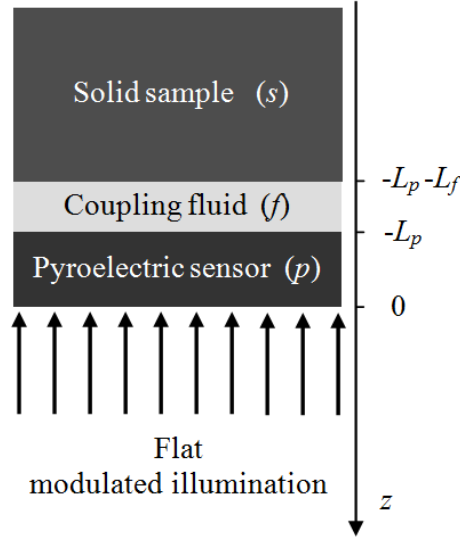 Solid sample (s)
-Lp -Lf
Coupling fluid (f)
-Lp
Pyroelectric sensor (p)
0
Flat
modulated illumination
z